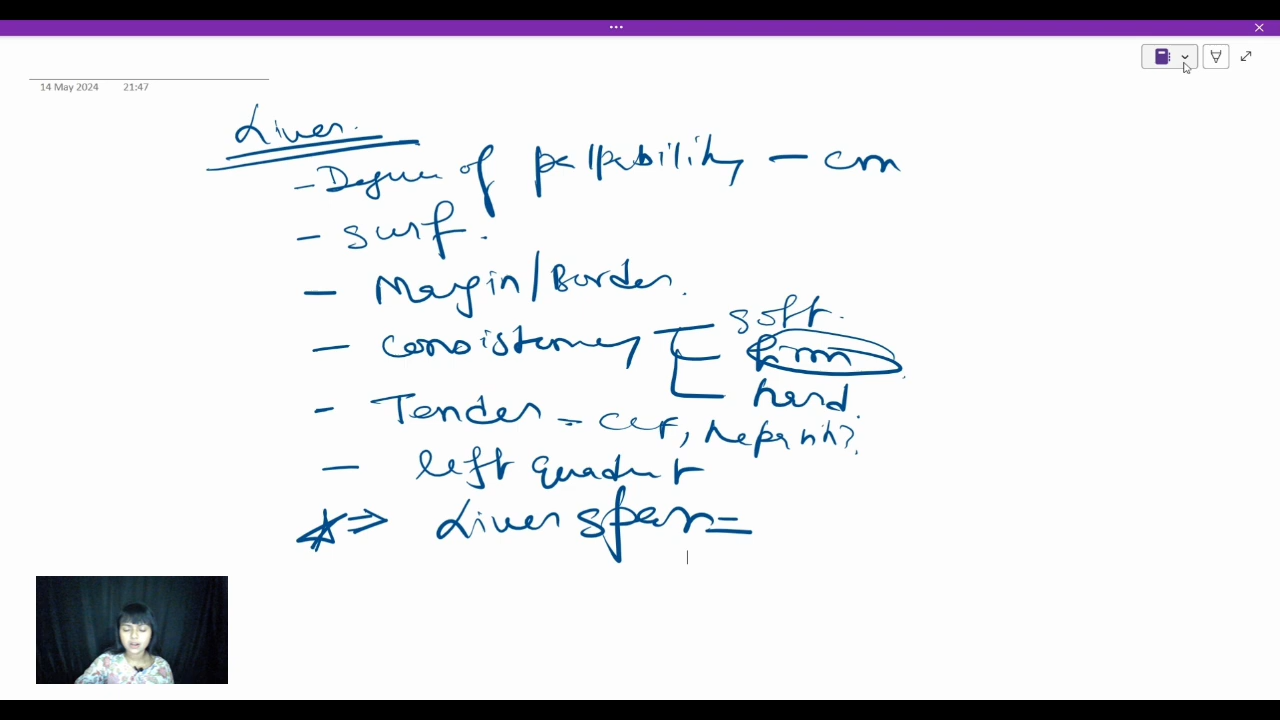 14 May 2024 21:47
Liver.
- Degree of palpability - cm
- surf.
- Margin/Border.
- consistency
soft.
firm
hard.
- Tender = CCF, hepatitis
- left quadrant
⇒ Liver span =